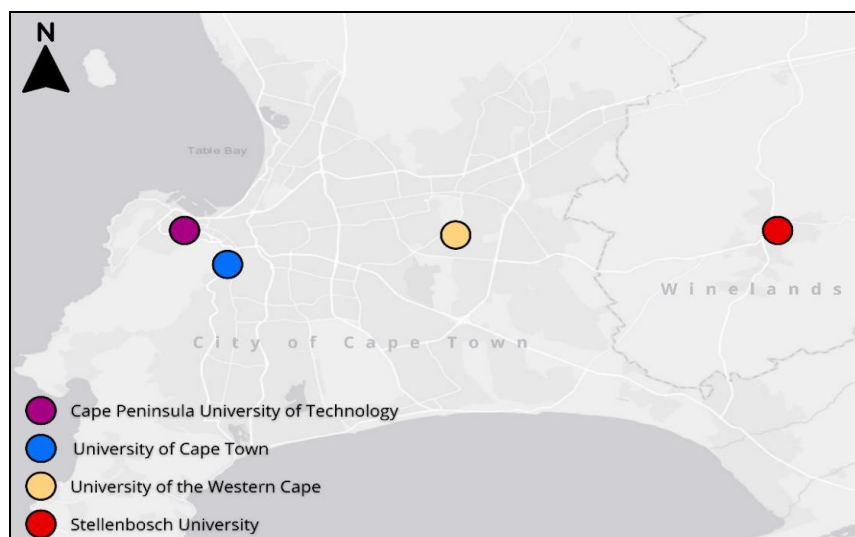 N
Table Bay
Winelands
City of Cape Town
Cape Peninsula University of Technology
University of Cape Town
University of the Western Cape
Stellenbosch University